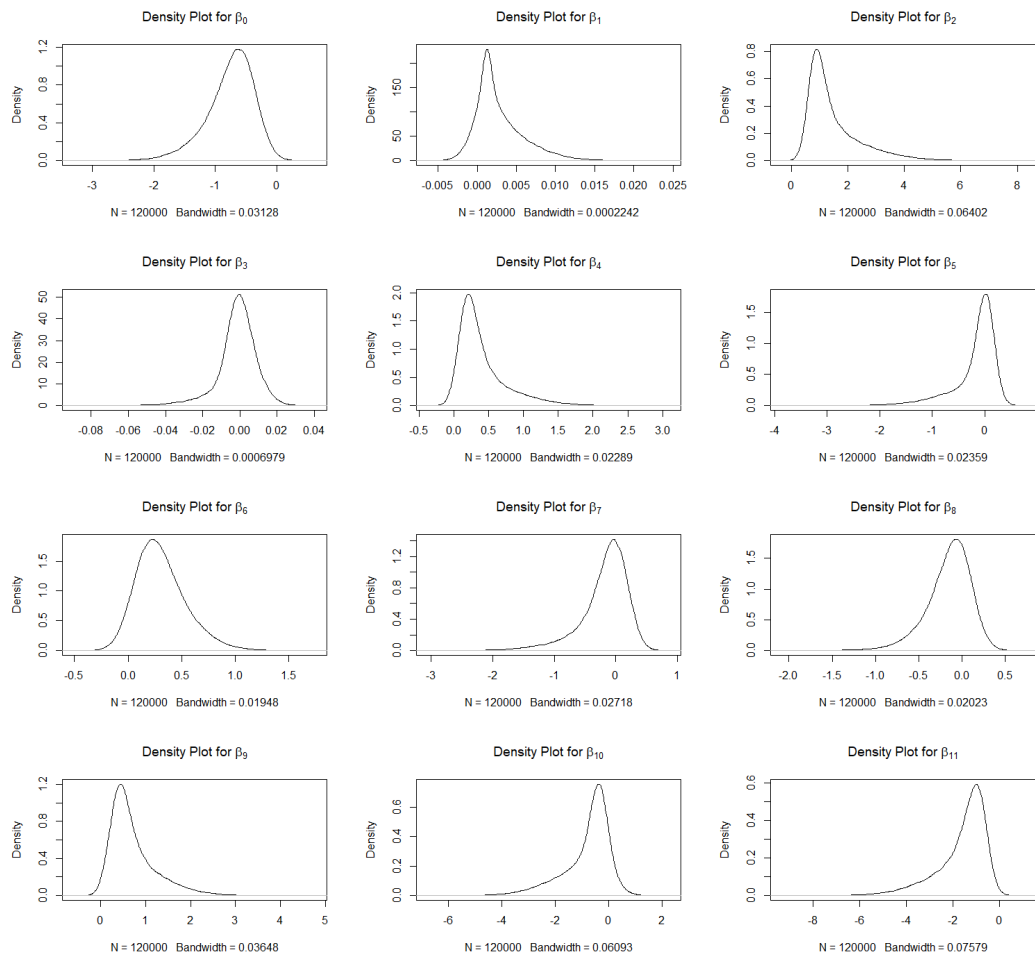 Density Plot for β0
Density
0.0 0.4 0.8 1.2
-3 -2 -1 0
N = 120000 Bandwidth = 0.03128
Density Plot for β1
Density
0 50 150
-0.005 0.000 0.005 0.010 0.015 0.020 0.025
N = 120000 Bandwidth = 0.0002242
Density Plot for β2
Density
0.0 0.2 0.4 0.6 0.8
0 2 4 6 8
N = 120000 Bandwidth = 0.06402
Density Plot for β3
Density
0 10 20 30 40 50
-0.08 -0.06 -0.04 -0.02 0.00 0.02 0.04
N = 120000 Bandwidth = 0.0006979
Density Plot for β4
Density
0.0 0.5 1.0 1.5 2.0
-0.5 0.0 0.5 1.0 1.5 2.0 2.5 3.0
N = 120000 Bandwidth = 0.02289
Density Plot for β5
Density
0.0 0.5 1.0 1.5
-4 -3 -2 -1 0
N = 120000 Bandwidth = 0.02359
Density Plot for β6
Density
0.0 0.5 1.0 1.5
-0.5 0.0 0.5 1.0 1.5
N = 120000 Bandwidth = 0.01948
Density Plot for β7
Density
0.0 0.4 0.8 1.2
-3 -2 -1 0 1
N = 120000 Bandwidth = 0.02718
Density Plot for β8
Density
0.0 0.5 1.0 1.5
-2.0 -1.5 -1.0 -0.5 0.0 0.5
N = 120000 Bandwidth = 0.02023
Density Plot for β9
Density
0.0 0.4 0.8 1.2
0 1 2 3 4 5
N = 120000 Bandwidth = 0.03648
Density Plot for β10
Density
0.0 0.2 0.4 0.6
-6 -4 -2 0 2
N = 120000 Bandwidth = 0.06093
Density Plot for β11
Density
0.0 0.2 0.4 0.6
-8 -6 -4 -2 0
N = 120000 Bandwidth = 0.07579